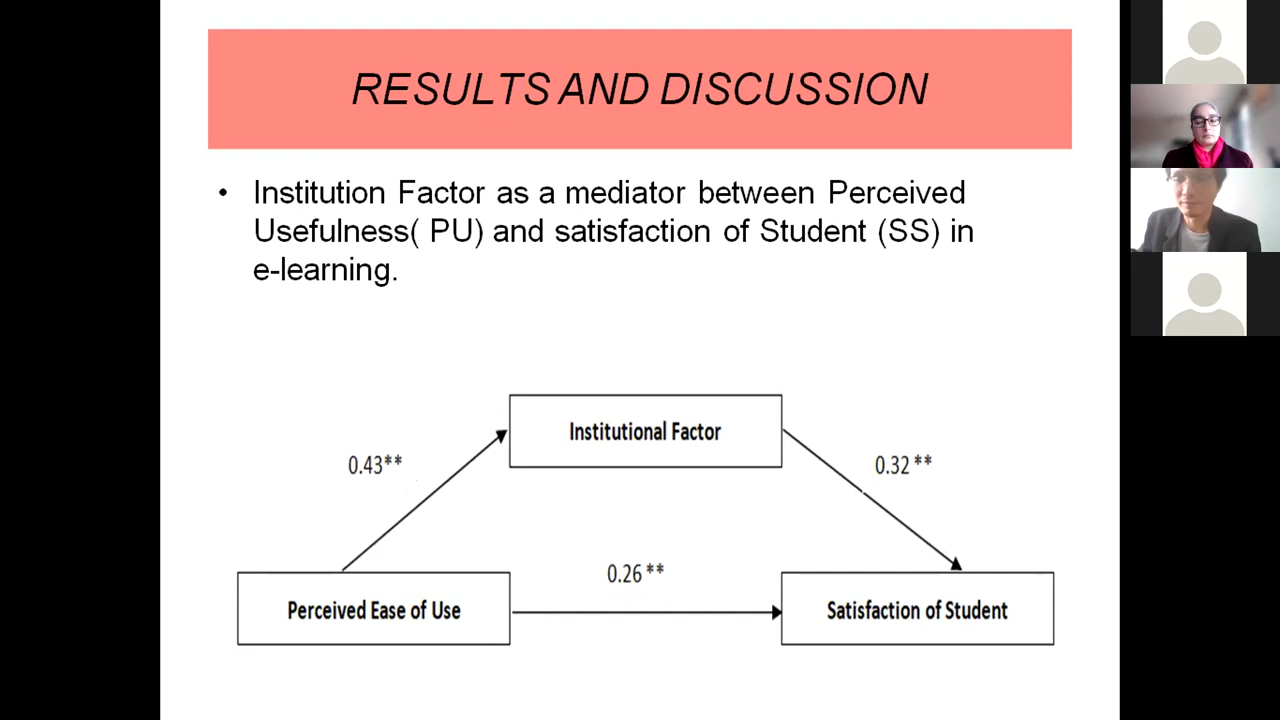 RESULTS AND DISCUSSION
• Institution Factor as a mediator between Perceived
Usefulness( PU) and satisfaction of Student (SS) in
e-learning.
Institutional Factor
0.43**
0.32 **
0.26 **
Perceived Ease of Use
Satisfaction of Student